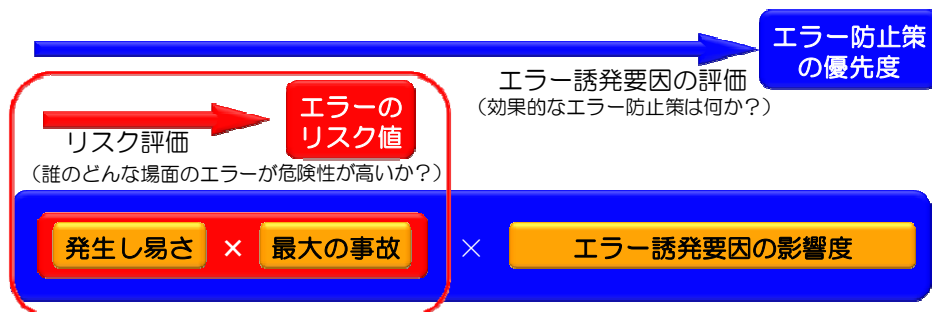 エラー防止策
の優先度
エラー誘発要因の評価
（効果的なエラー防止策は何か？）
エラーの
リスク値
リスク評価
（誰のどんな場面のエラーが危険性が高いか？）
発生し易さ × 最大の事故 × エラー誘発要因の影響度